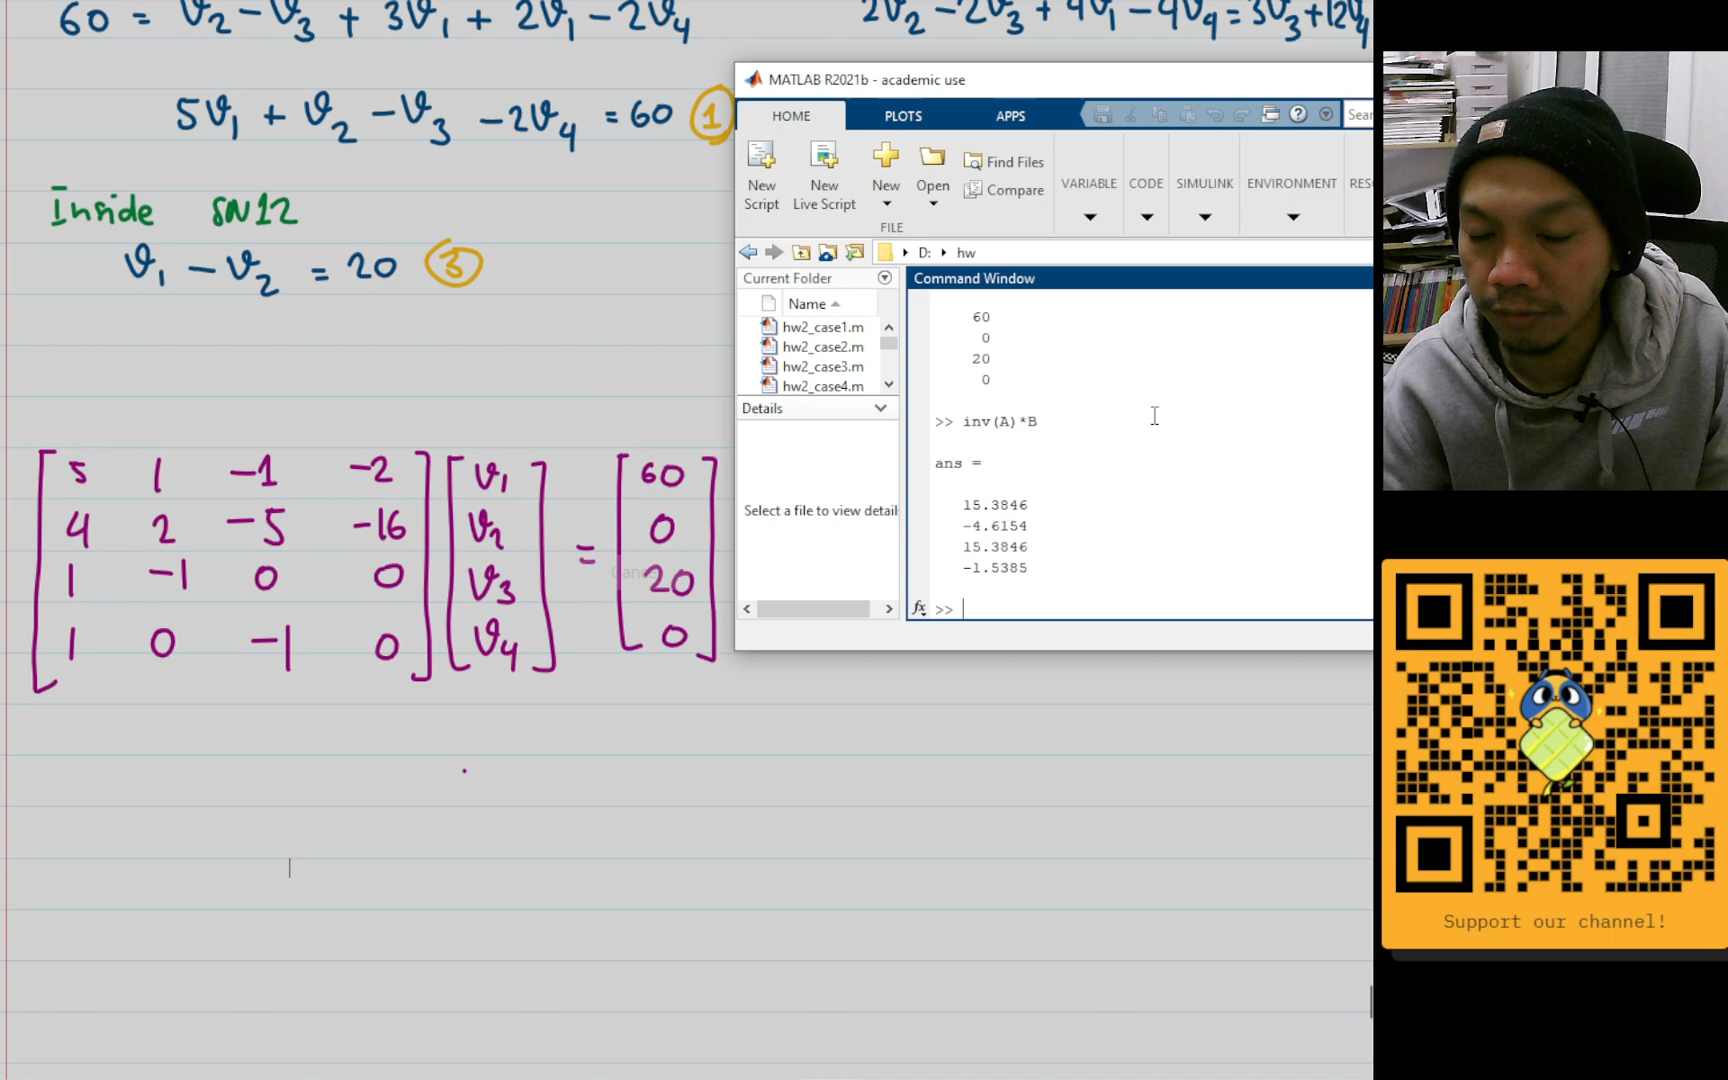 60 = v₂ - v₃ + 3v₁ + 2v₁ - 2v₄
2v₂ - 2v₃ + 4v₁ - 4v₄ = 3v₃ + 12v₄
5v₁ + v₂ - v₃ - 2v₄ = 60 ①
Inside SN12
v₁ - v₂ = 20 ③
5 1 -1 -2 v₁ 60
4 2 -5 -16 v₂ = 0
1 -1 0 0 v₃ 20
1 0 -1 0 v₄ 0
MATLAB R2021b - academic use
HOME PLOTS APPS
Sear
New Script
New Live Script
New
Open
Find Files
Compare
VARIABLE CODE SIMULINK ENVIRONMENT RES
FILE
D: hw
Current Folder
Name
hw2_case1.m
hw2_case2.m
hw2_case3.m
hw2_case4.m
Details
Select a file to view detail
Command Window
60
0
20
0
>> inv(A)*B
ans =
15.3846
-4.6154
15.3846
-1.5385
fx >>
Support our channel!